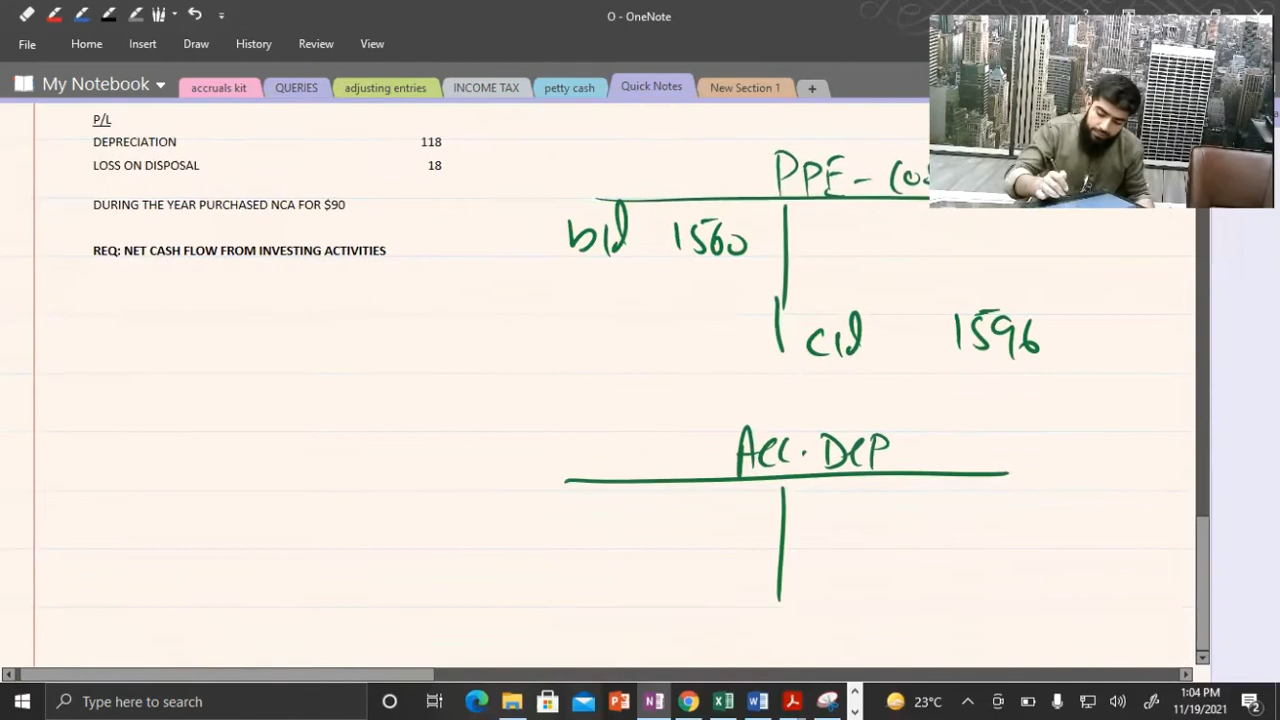 O - OneNote
File Home Insert Draw History Review View
My Notebook accruals kit QUERIES adjusting entries INCOME TAX petty cash Quick Notes New Section 1 +
P/L
DEPRECIATION 118
LOSS ON DISPOSAL 18
DURING THE YEAR PURCHASED NCA FOR $90
REQ: NET CASH FLOW FROM INVESTING ACTIVITIES
PPE - Cos
b/d 1560
c/d 1596
Acc. Dep
Type here to search
23°C
1:04 PM
11/19/2021
2